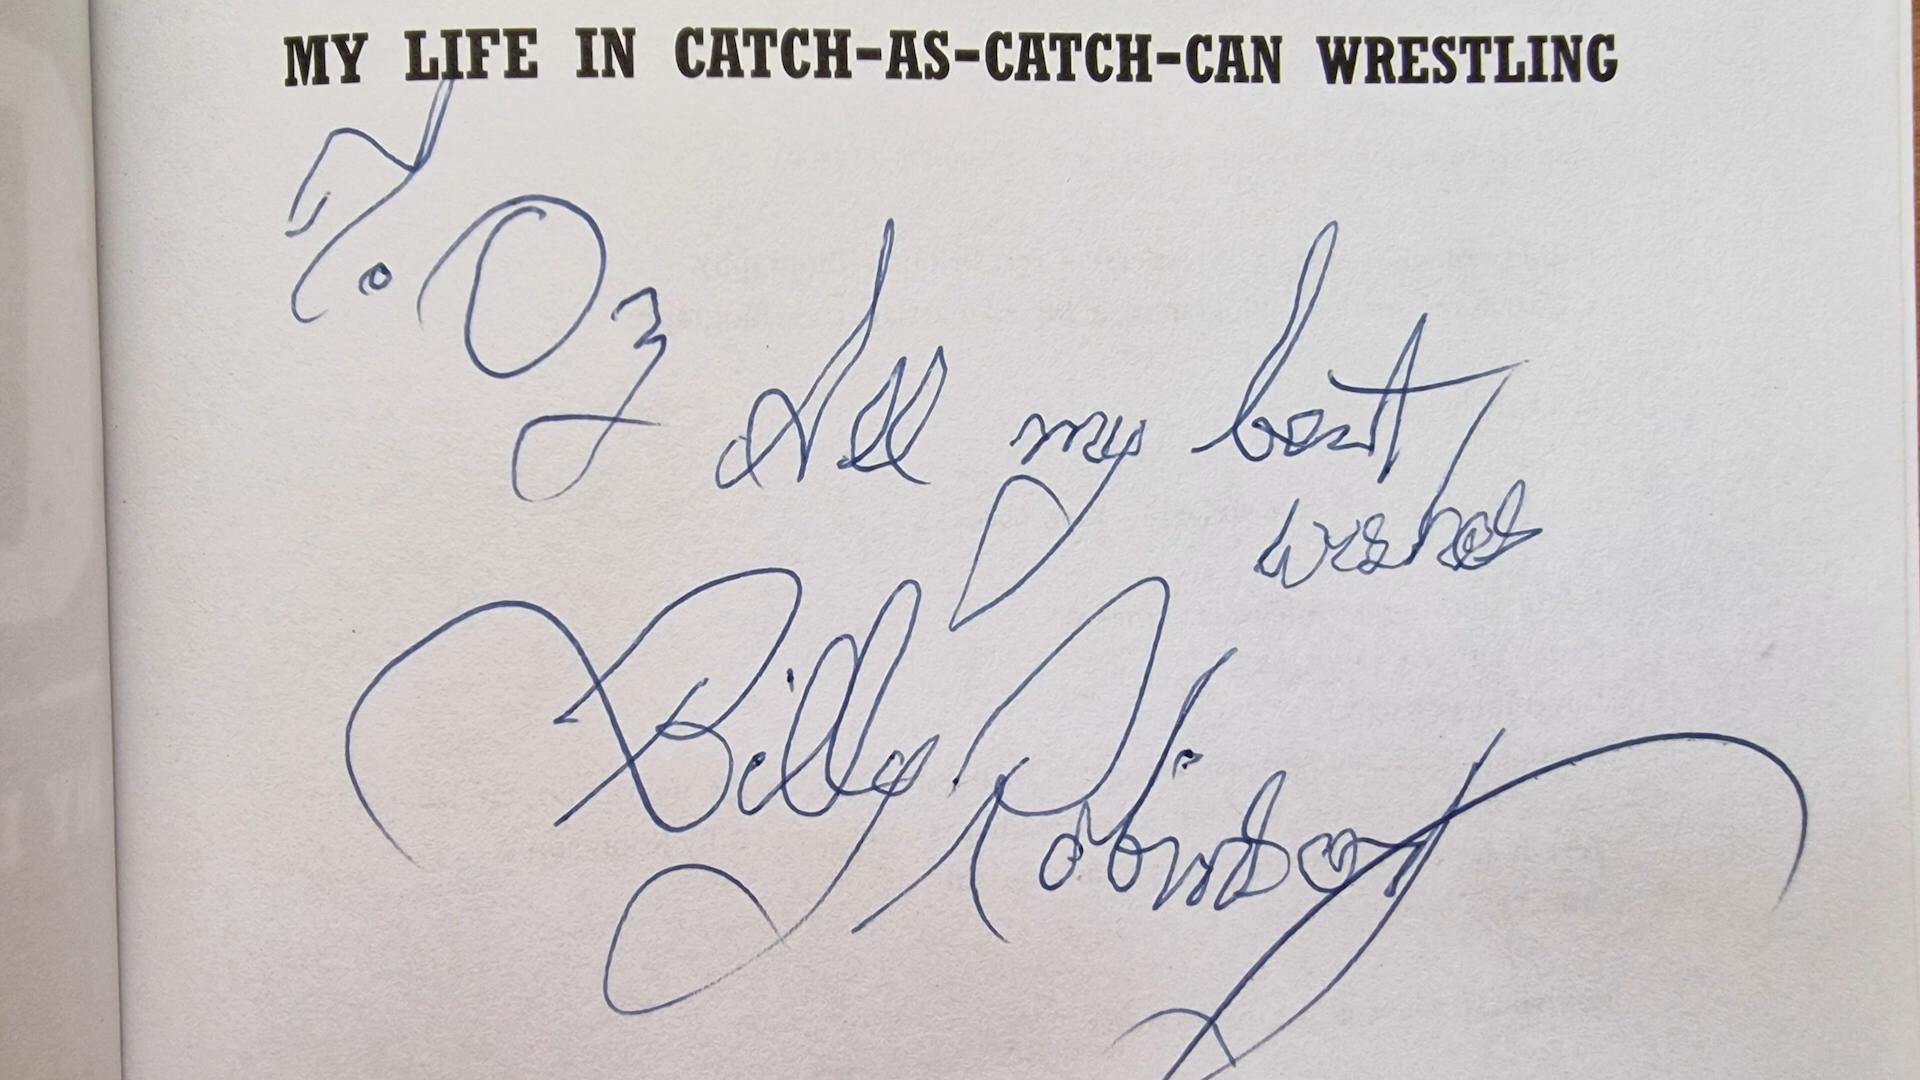 MY LIFE IN CATCH-AS-CATCH-CAN WRESTLING
To Oz
All my best
wishes
Billy Robinson